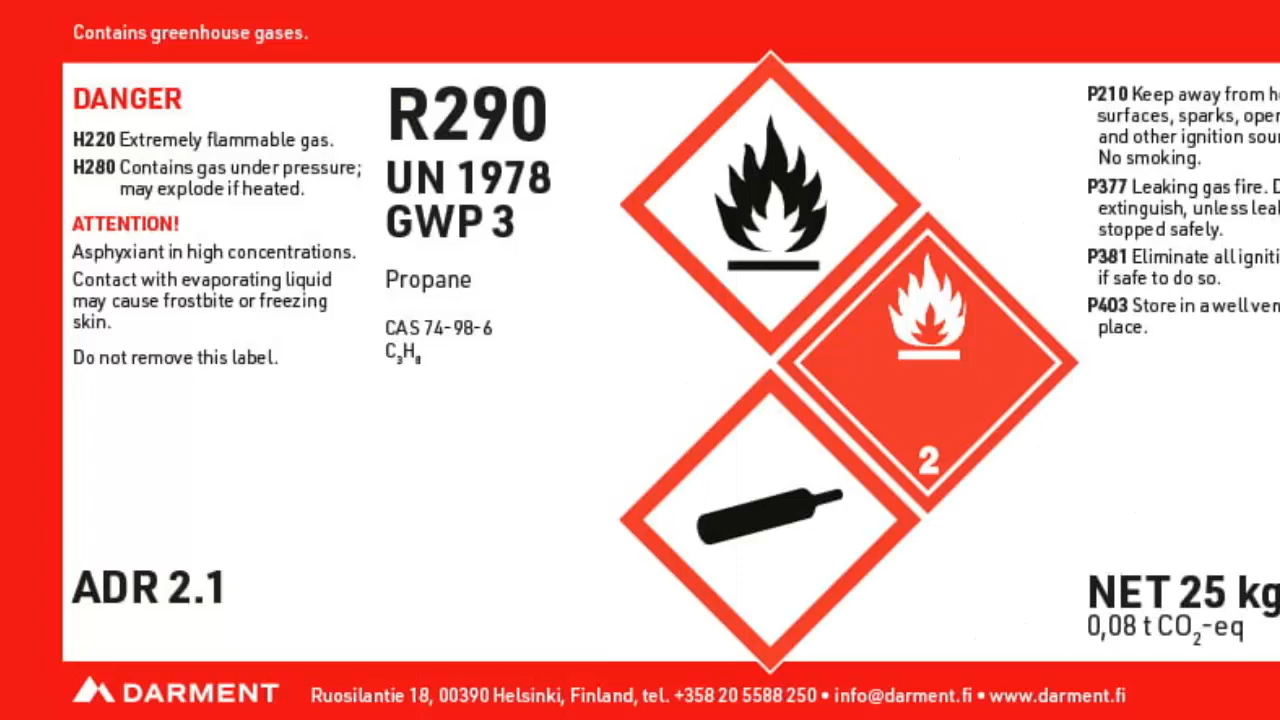 Contains greenhouse gases.
DANGER
H220 Extremely flammable gas.
H280 Contains gas under pressure;
may explode if heated.
ATTENTION!
Asphyxiant in high concentrations.
Contact with evaporating liquid
may cause frostbite or freezing
skin.
Do not remove this label.
ADR 2.1
R290
UN 1978
GWP 3
Propane
CAS 74-98-6
C₃H₈
2
P210 Keep away from
surfaces, sparks,
and other ignition
No smoking.
P377 Leaking gas fire.
extinguish, unless
stopped safely.
P381 Eliminate all
if safe to do so.
P403 Store in a well
place.
NET 25 kg
0,08 t CO₂-eq
DARMENT
Ruosilantie 18, 00390 Helsinki, Finland, tel. +358 20 5588 250 • info@darment.fi • www.darment.fi